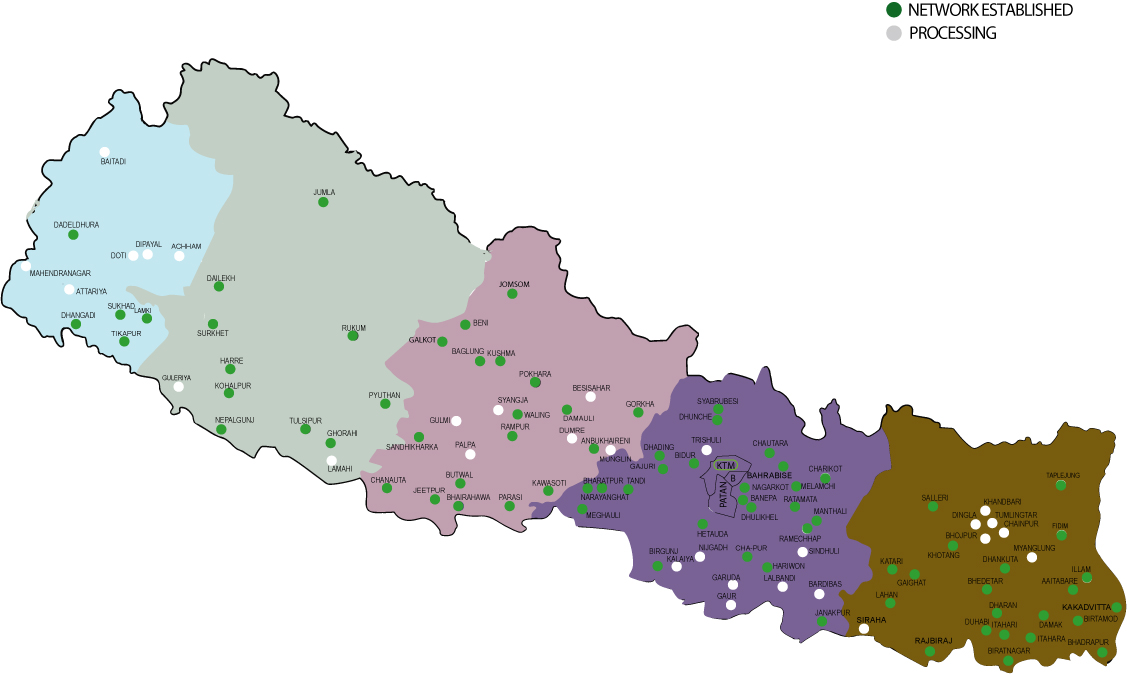 NETWORK ESTABLISHED
PROCESSING
BAITADI
JUMLA
DADELDHURA
DIPAYAL
ACHHAM
DOTI
MAHENDRANAGAR
DAILEKH
ATTARIYA
JOMSOM
SUKHAD
LAMKI
DHANGADI
BENI
TIKAPUR
SURKHET
RUKUM
GALKOT
BAGLUNG
KUSHMA
HARRE
POKHARA
GULERIYA
KOHALPUR
BESISAHAR
PYUTHAN
SYANGJA
GORKHA
SYABRUBESI
WALING
DAMAULI
DHUNCHE
NEPALGUNJ
TULSIPUR
GULMI
RAMPUR
DUMRE
GHORAHI
ANBUKHAIRENI
TRISHULI
CHAUTARA
SANDHIKHARKA
PALPA
DHADING
MUNGLIN
BIDUR
GAJURI
KTM
LAMAHI
CHARIKOT
BAHRABISE
B
TAPLEJUNG
BUTWAL
CHANAUTA
BHARATPUR
TANDI
PATAN
NAGARKOT
MELAMCHI
JEETPUR
KAWASOTI
BHAIRAHAWA
PARASI
NARAYANGHAT
BANEPA
RATAMATA
SALLERI
KHANDBARI
MEGHAULI
DHULIKHEL
MANTHALI
DINGLA
TUMLINGTAR
CHAINPUR
FIDIM
HETAUDA
RAMECHHAP
BHOJPUR
NUGADH
CHA-PUR
SINDHULI
KHOTANG
MYANGLUNG
BIRGUNJ
KALAIYA
HARIWON
KATARI
DHANKUTA
ILLAM
GARUDA
LALBANDI
BARDIBAS
GAIGHAT
BHEDETAR
AAITABARE
GAUR
LAHAN
DHARAN
KAKADVITTA
JANAKPUR
SIRAHA
DUHABI
ITAHARI
DAMAK
BIRTAMOD
RAJBIRAJ
ITAHARA
BHADRAPUR
BIRATNAGAR